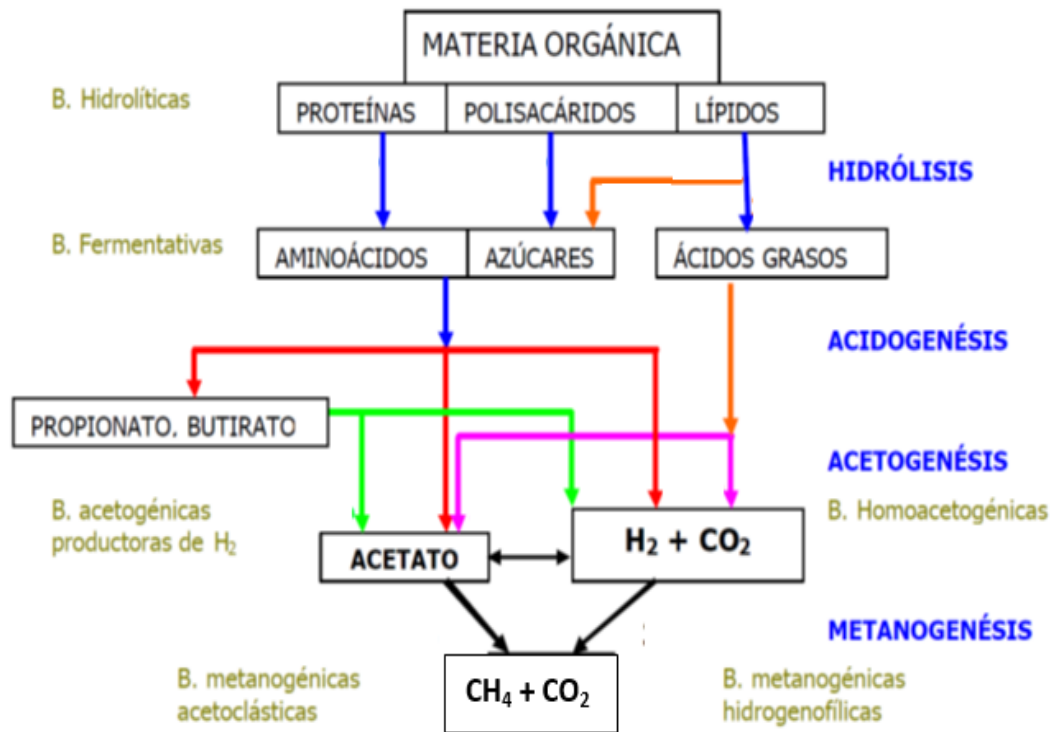 MATERIA ORGÁNICA
B. Hidrolíticas
PROTEÍNAS
POLISACÁRIDOS
LÍPIDOS
HIDRÓLISIS
B. Fermentativas
AMINOÁCIDOS
AZÚCARES
ÁCIDOS GRASOS
ACIDOGENÉSIS
PROPIONATO. BUTIRATO
ACETOGENÉSIS
B. acetogénicas
productoras de H₂
B. Homoacetogénicas
ACETATO
H₂ + CO₂
METANOGENÉSIS
B. metanogénicas
acetoclásticas
CH₄ + CO₂
B. metanogénicas
hidrogenofílicas